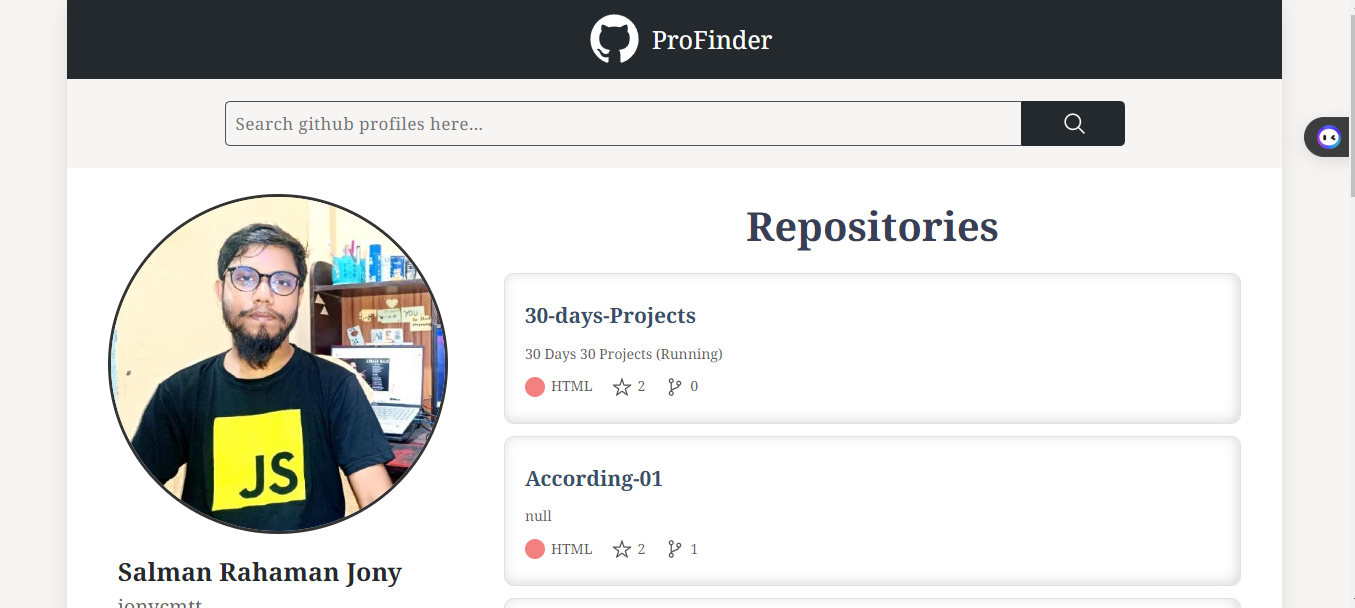 ProFinder
Search github profiles here...
JS
Salman Rahaman Jony
jonycmtt
Repositories
30-days-Projects
30 Days 30 Projects (Running)
HTML 2 0
According-01
null
HTML 2 1